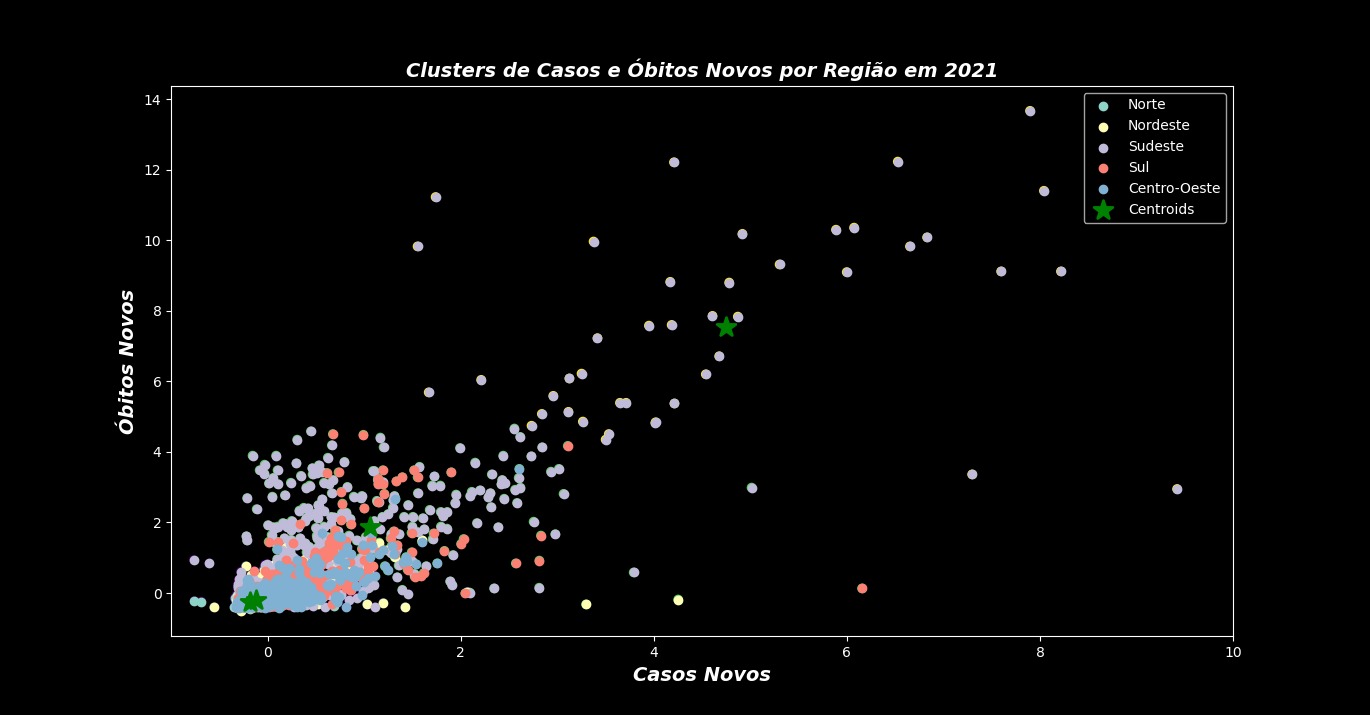 Clusters de Casos e Óbitos Novos por Região em 2021
14
12
10
8
6
4
2
0
Óbitos Novos
0 2 4 6 8 10
Casos Novos
Norte
Nordeste
Sudeste
Sul
Centro-Oeste
Centroids